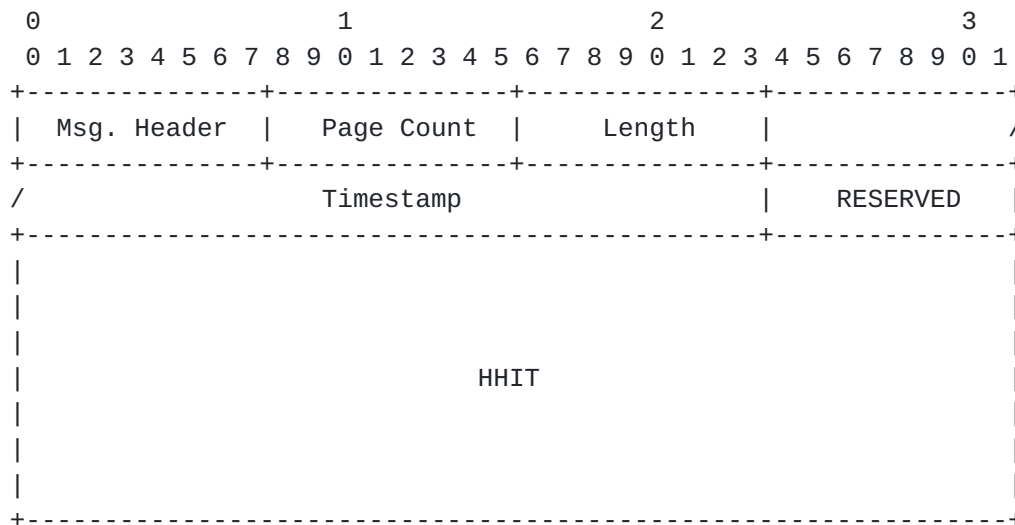 0                   1                   2                   3
 0 1 2 3 4 5 6 7 8 9 0 1 2 3 4 5 6 7 8 9 0 1 2 3 4 5 6 7 8 9 0 1
+---------------+---------------+---------------+---------------+
|  Msg. Header  |   Page Count  |     Length    |               /
+---------------+---------------+---------------+---------------+
/                   Timestamp                   |    RESERVED   |
+-----------------------------------------------+---------------+
|                                                               |
|                                                               |
|                                                               |
|                             HHIT                              |
|                                                               |
|                                                               |
|                                                               |
+---------------------------------------------------------------+